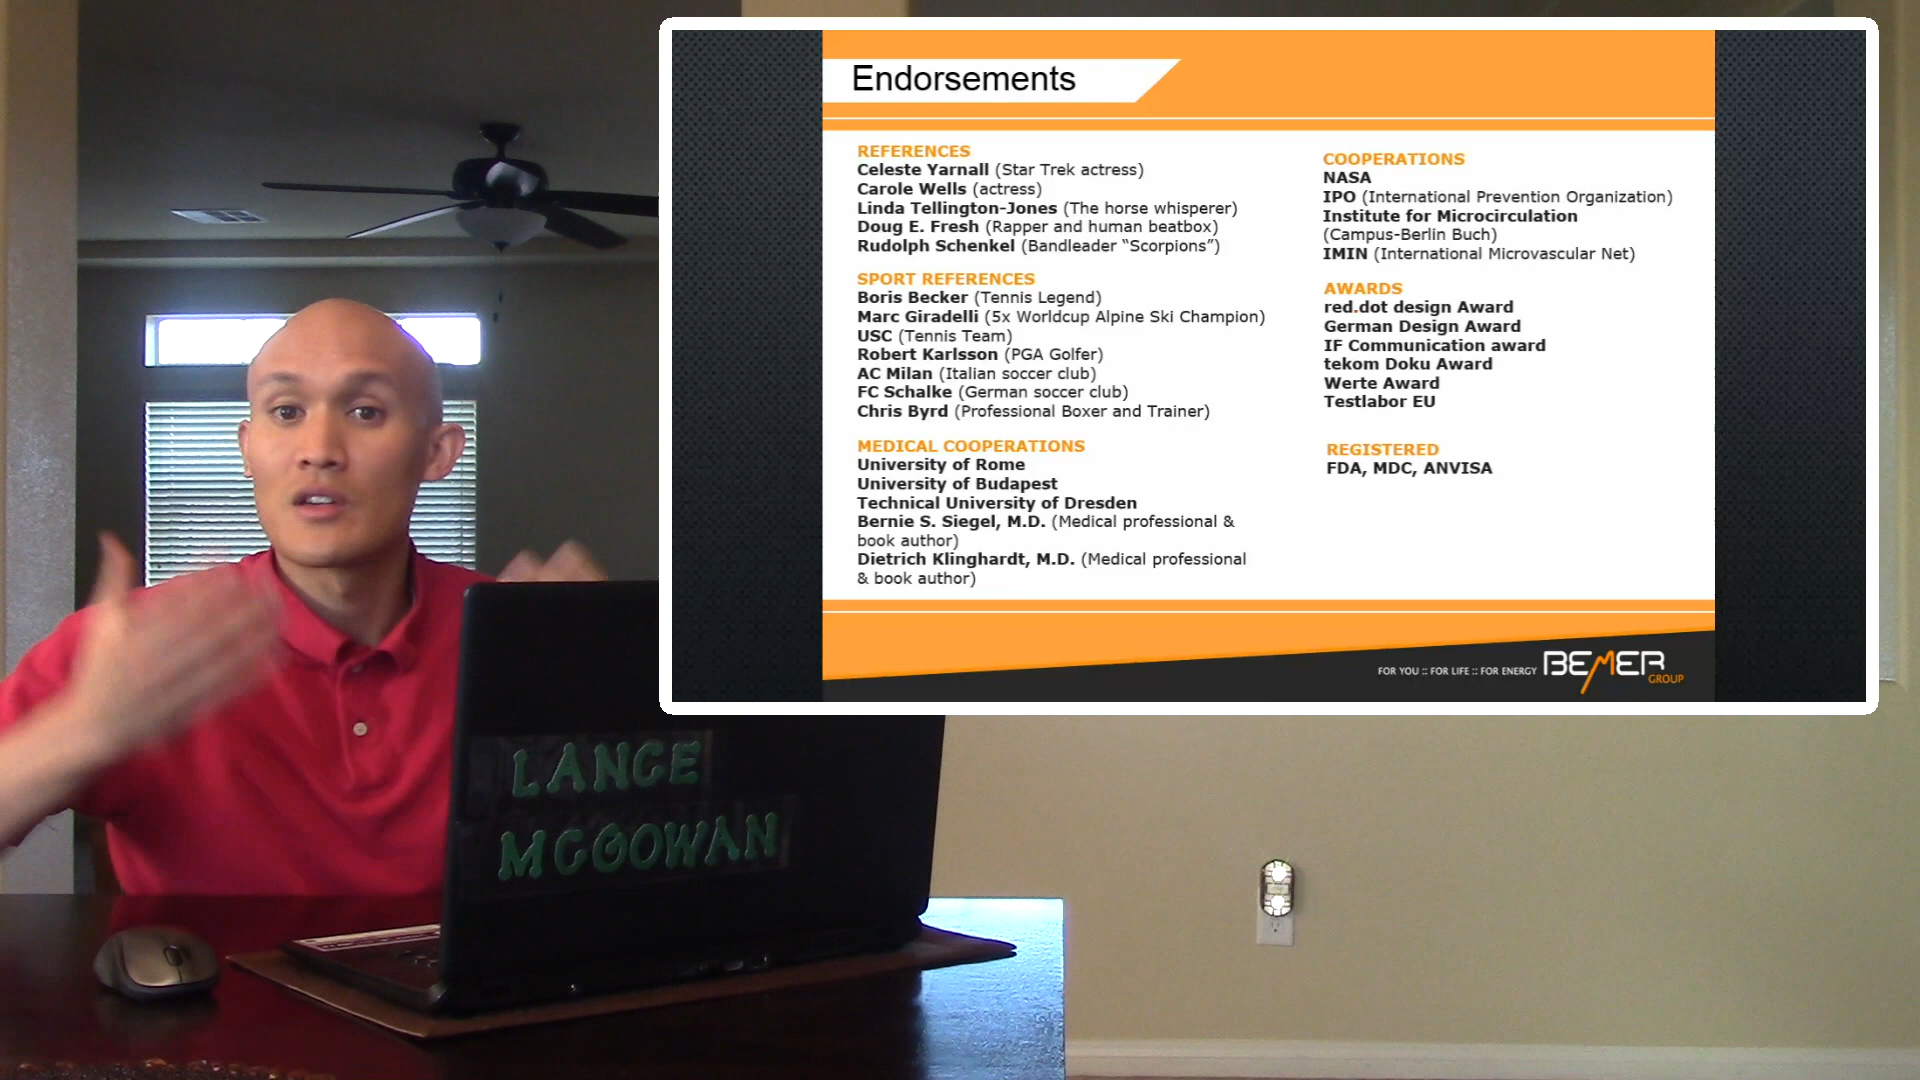 Endorsements
REFERENCES
Celeste Yarnall (Star Trek actress)
Carole Wells (actress)
Linda Tellington-Jones (The horse whisperer)
Doug E. Fresh (Rapper and human beatbox)
Rudolph Schenkel (Bandleader “Scorpions”)
SPORT REFERENCES
Boris Becker (Tennis Legend)
Marc Giradelli (5x Worldcup Alpine Ski Champion)
USC (Tennis Team)
Robert Karlsson (PGA Golfer)
AC Milan (Italian soccer club)
FC Schalke (German soccer club)
Chris Byrd (Professional Boxer and Trainer)
MEDICAL COOPERATIONS
University of Rome
University of Budapest
Technical University of Dresden
Bernie S. Siegel, M.D. (Medical professional &
book author)
Dietrich Klinghardt, M.D. (Medical professional
& book author)
COOPERATIONS
NASA
IPO (International Prevention Organization)
Institute for Microcirculation
(Campus-Berlin Buch)
IMIN (International Microvascular Net)
AWARDS
red.dot design Award
German Design Award
IF Communication award
tekom Doku Award
Werte Award
Testlabor EU
REGISTERED
FDA, MDC, ANVISA
FOR YOU :: FOR LIFE :: FOR ENERGY BEMER
GROUP
LANCE
MCGOWAN